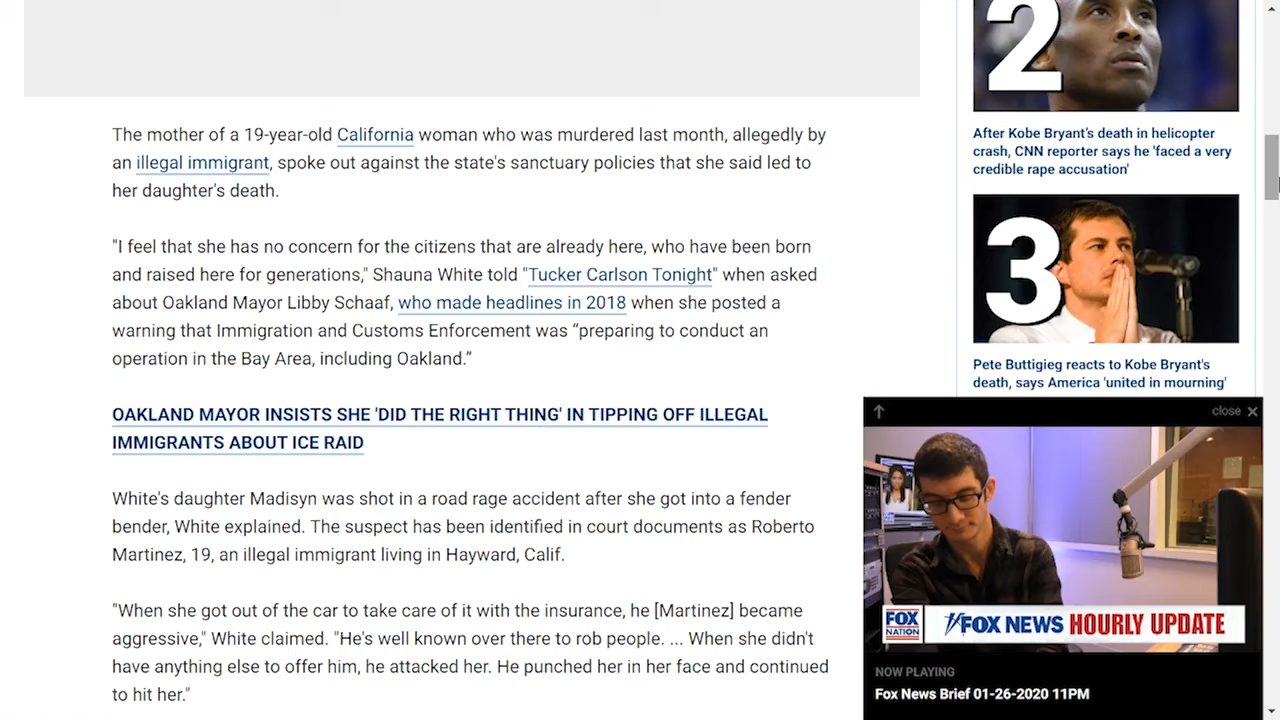 The mother of a 19-year-old California woman who was murdered last month, allegedly by
an illegal immigrant, spoke out against the state's sanctuary policies that she said led to
her daughter's death.
"I feel that she has no concern for the citizens that are already here, who have been born
and raised here for generations," Shauna White told "Tucker Carlson Tonight" when asked
about Oakland Mayor Libby Schaaf, who made headlines in 2018 when she posted a
warning that Immigration and Customs Enforcement was “preparing to conduct an
operation in the Bay Area, including Oakland.”
OAKLAND MAYOR INSISTS SHE 'DID THE RIGHT THING' IN TIPPING OFF ILLEGAL
IMMIGRANTS ABOUT ICE RAID
White's daughter Madisyn was shot in a road rage accident after she got into a fender
bender, White explained. The suspect has been identified in court documents as Roberto
Martinez, 19, an illegal immigrant living in Hayward, Calif.
"When she got out of the car to take care of it with the insurance, he [Martinez] became
aggressive," White claimed. "He's well known over there to rob people. ... When she didn't
have anything else to offer him, he attacked her. He punched her in her face and continued
to hit her."
2
After Kobe Bryant's death in helicopter
crash, CNN reporter says he 'faced a very
credible rape accusation'
3
Pete Buttigieg reacts to Kobe Bryant's
death, says America 'united in mourning'
close
FOX
NATION
FOX NEWS HOURLY UPDATE
NOW PLAYING
Fox News Brief 01-26-2020 11PM